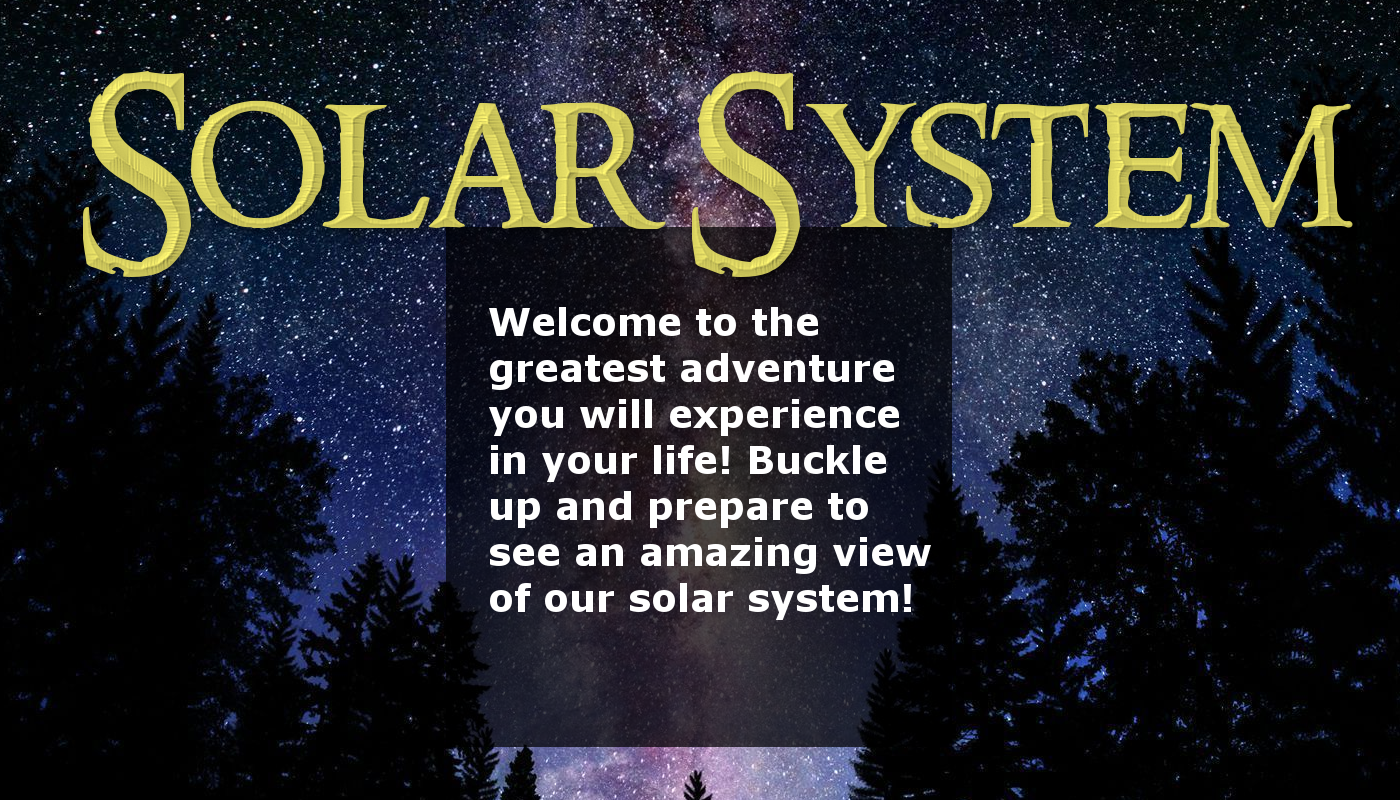 SOLAR SYSTEM
Welcome to the
greatest adventure
you will experience
in your life! Buckle
up and prepare to
see an amazing view
of our solar system!